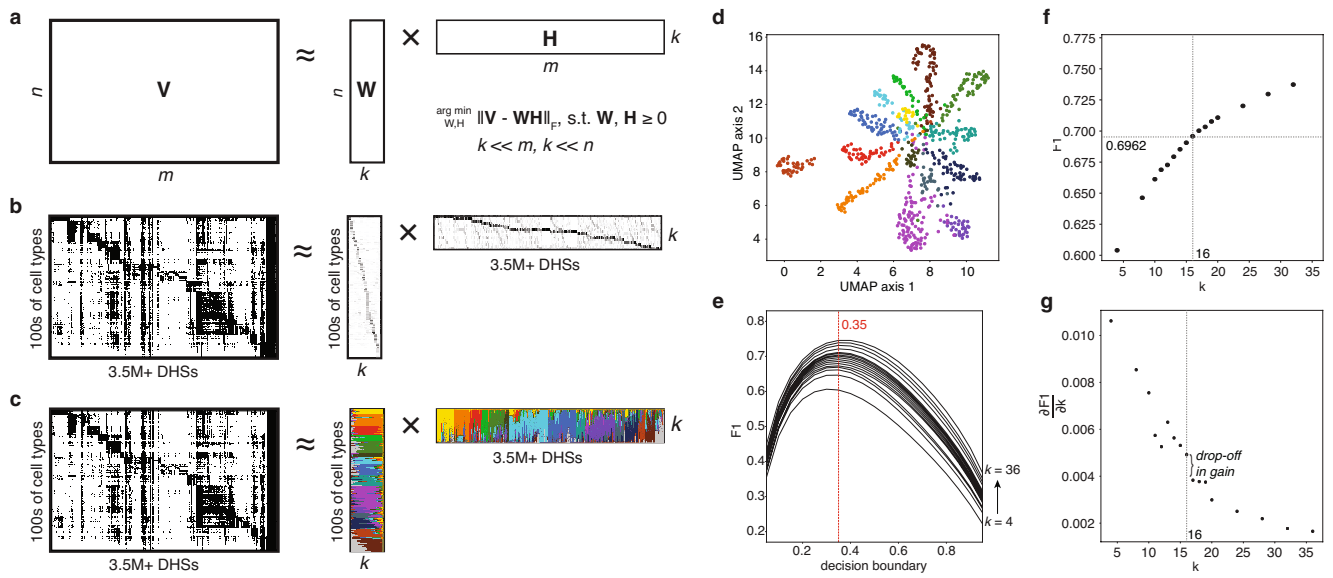 a
n
V
m
≈
n
W
k
×
H
k
m
arg min
W,H
||V - WH||F, s.t. W, H ≥ 0
k << m, k << n
b
100s of cell types
3.5M+ DHSs
≈
100s of cell types
k
×
k
3.5M+ DHSs
c
100s of cell types
3.5M+ DHSs
≈
100s of cell types
k
×
k
3.5M+ DHSs
d
UMAP axis 2
16
14
12
10
8
6
4
0 2 4 6 8 10
UMAP axis 1
e
F1
0.8
0.7
0.6
0.5
0.4
0.3
0.2
0.35
k = 36
k = 4
0.2 0.4 0.6 0.8
decision boundary
f
F1
0.775
0.750
0.725
0.700
0.675
0.650
0.625
0.600
0.6962
16
5 10 15 20 25 30 35
k
g
∂F1
∂k
0.010
0.008
0.006
0.004
0.002
drop-off
in gain
16
5 10 15 20 25 30 35
k